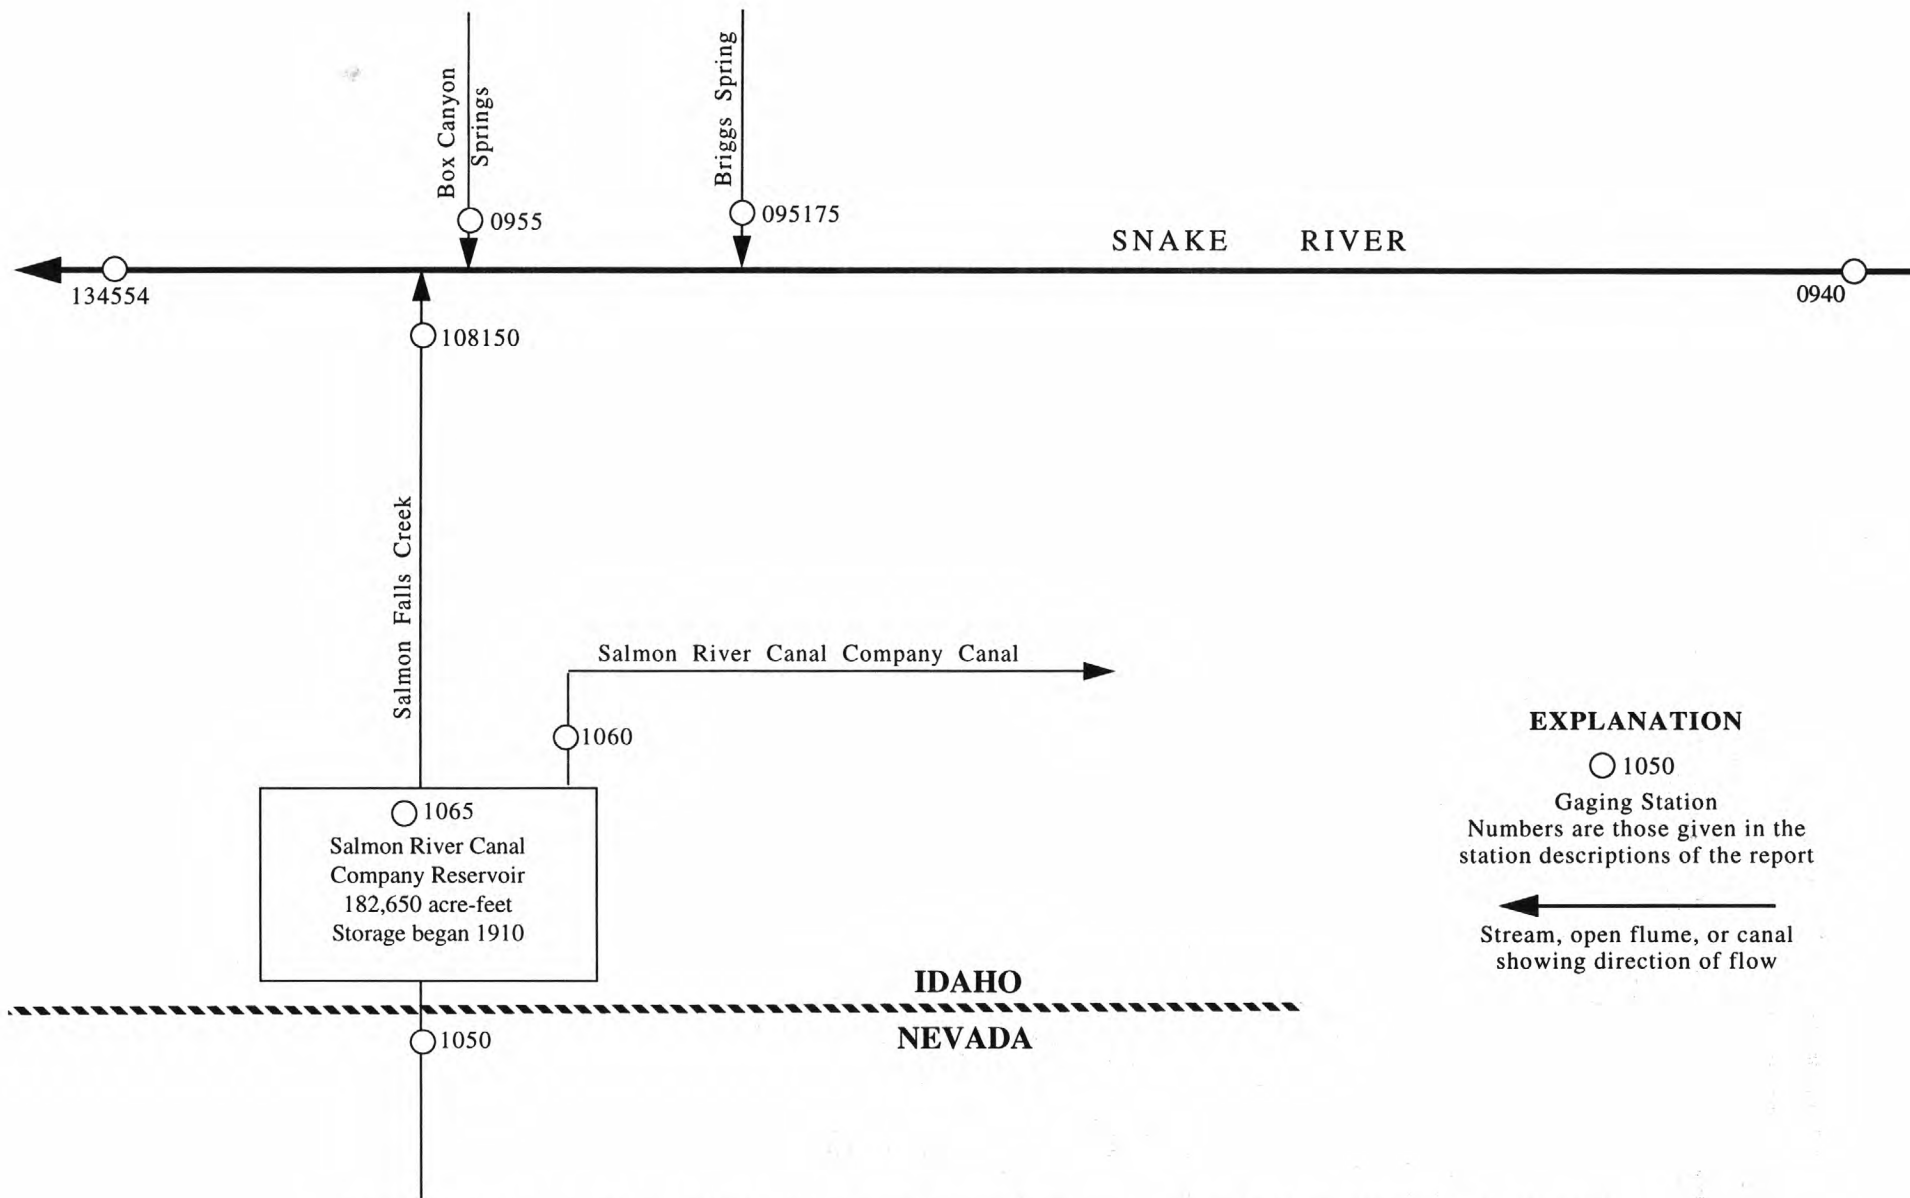 Box Canyon
Springs
Briggs Spring
0955
095175
SNAKE RIVER
134554
0940
108150
Salmon Falls Creek
Salmon River Canal Company Canal
1060
1065
Salmon River Canal
Company Reservoir
182,650 acre-feet
Storage began 1910
IDAHO
NEVADA
1050
EXPLANATION
1050
Gaging Station
Numbers are those given in the
station descriptions of the report
Stream, open flume, or canal
showing direction of flow